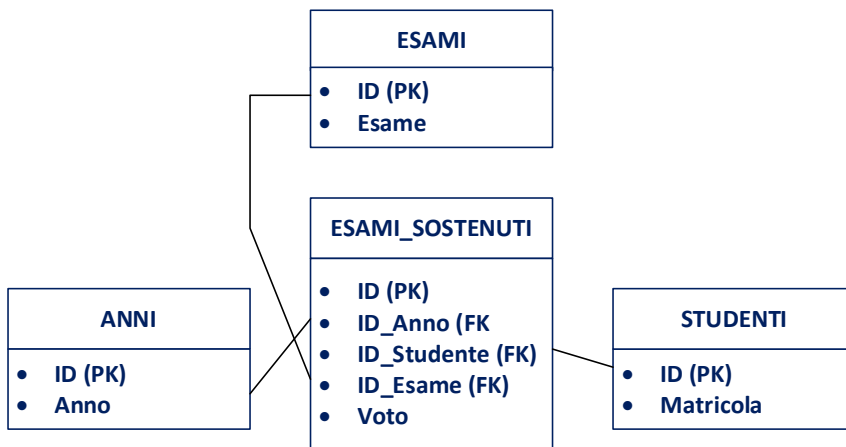 ESAMI
• ID (PK)
• Esame
ESAMI_SOSTENUTI
• ID (PK)
• ID_Anno (FK
• ID_Studente (FK)
• ID_Esame (FK)
• Voto
ANNI
• ID (PK)
• Anno
STUDENTI
• ID (PK)
• Matricola